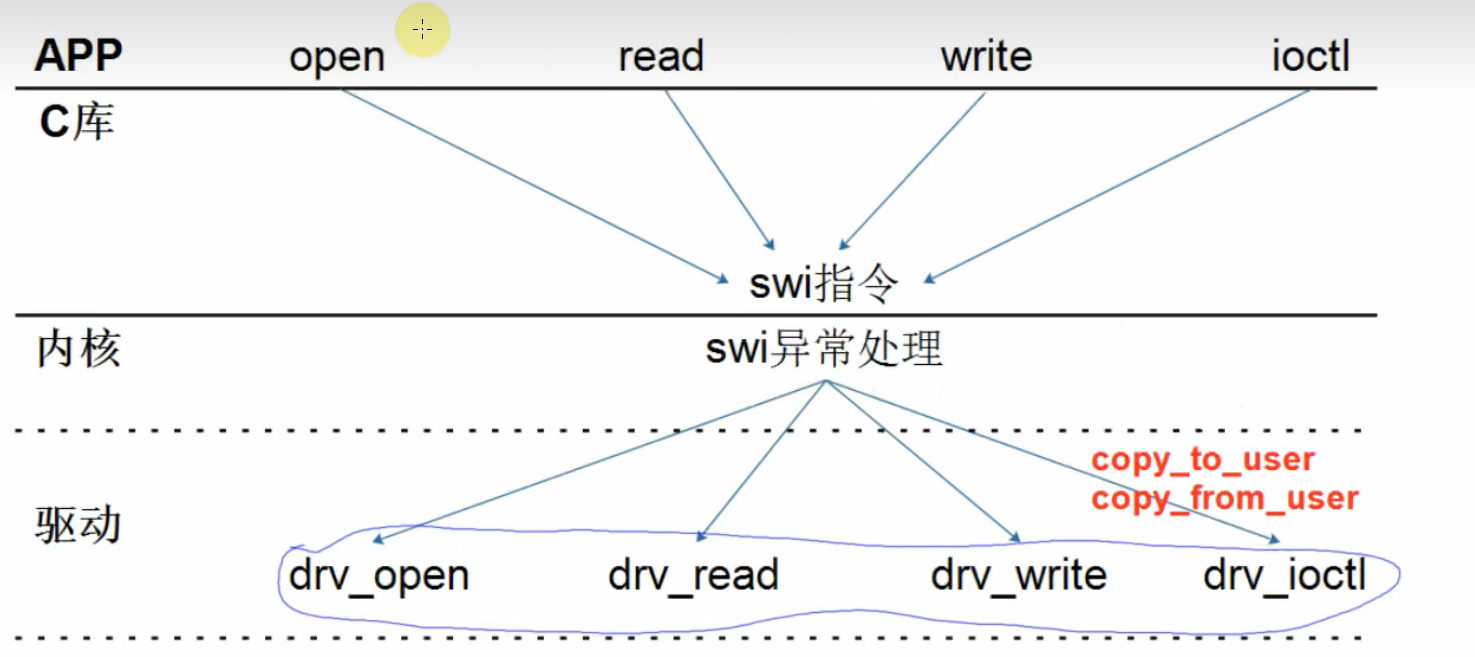 APP open read write ioctl
C库
swi指令
内核 swi异常处理
copy_to_user
copy_from_user
驱动
drv_open drv_read drv_write drv_ioctl